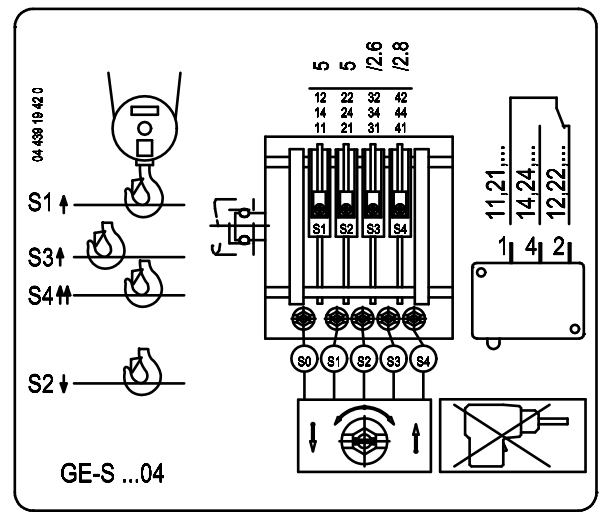 04 439 19 42 0
S1
S3
S4
S2
GE-S ...04
5 5 /2.6 /2.8
12 22 32 42
14 24 34 44
11 21 31 41
S1 S2 S3 S4
S0 S1 S2 S3 S4
11,21,...
14,24,...
12,22,...
1 4 2